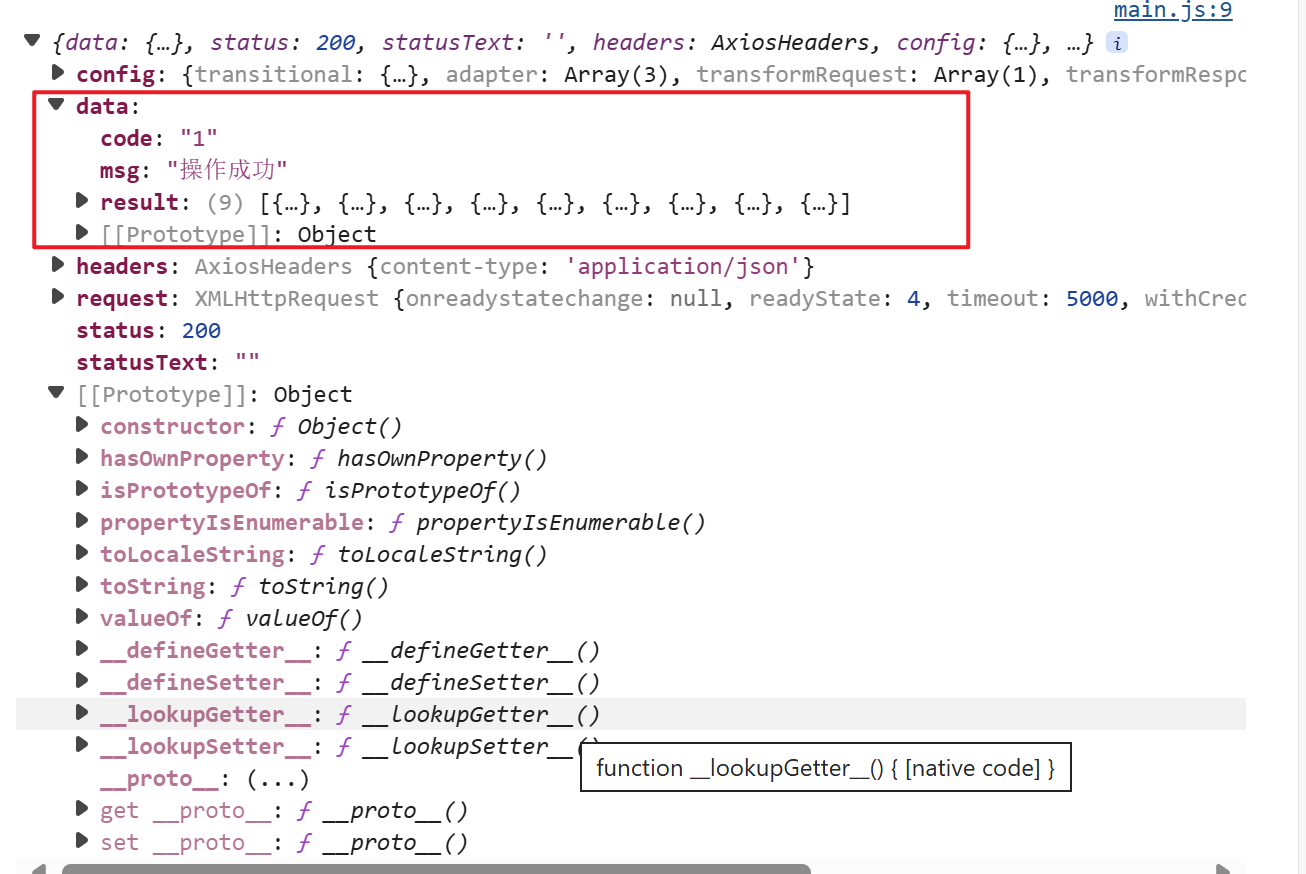 main.js:9
{data: {…}, status: 200, statusText: '', headers: AxiosHeaders, config: {…}, …} i
config: {transitional: {…}, adapter: Array(3), transformRequest: Array(1), transformRespo
data:
code: "1"
msg: "操作成功"
result: (9) [{…}, {…}, {…}, {…}, {…}, {…}, {…}, {…}, {…}]
[[Prototype]]: Object
headers: AxiosHeaders {content-type: 'application/json'}
request: XMLHttpRequest {onreadystatechange: null, readyState: 4, timeout: 5000, withCred
status: 200
statusText: ""
[[Prototype]]: Object
constructor: ƒ Object()
hasOwnProperty: ƒ hasOwnProperty()
isPrototypeOf: ƒ isPrototypeOf()
propertyIsEnumerable: ƒ propertyIsEnumerable()
toLocaleString: ƒ toLocaleString()
toString: ƒ toString()
valueOf: ƒ valueOf()
__defineGetter__: ƒ __defineGetter__()
__defineSetter__: ƒ __defineSetter__()
__lookupGetter__: ƒ __lookupGetter__()
__lookupSetter__: ƒ __lookupSetter__()
function __lookupGetter__() { [native code] }
__proto__: (...)
get __proto__: ƒ __proto__()
set __proto__: ƒ __proto__()